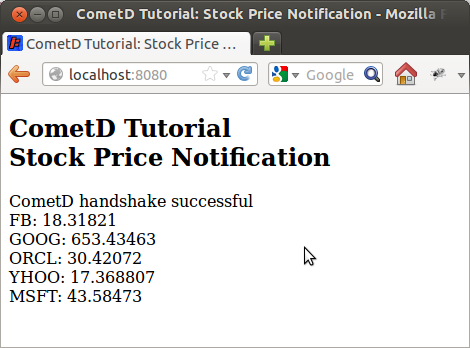 CometD Tutorial: Stock Price Notification - Mozilla
CometD Tutorial: Stock Price ...
localhost:8080
Google
CometD Tutorial
Stock Price Notification
CometD handshake successful
FB: 18.31821
GOOG: 653.43463
ORCL: 30.42072
YHOO: 17.368807
MSFT: 43.58473